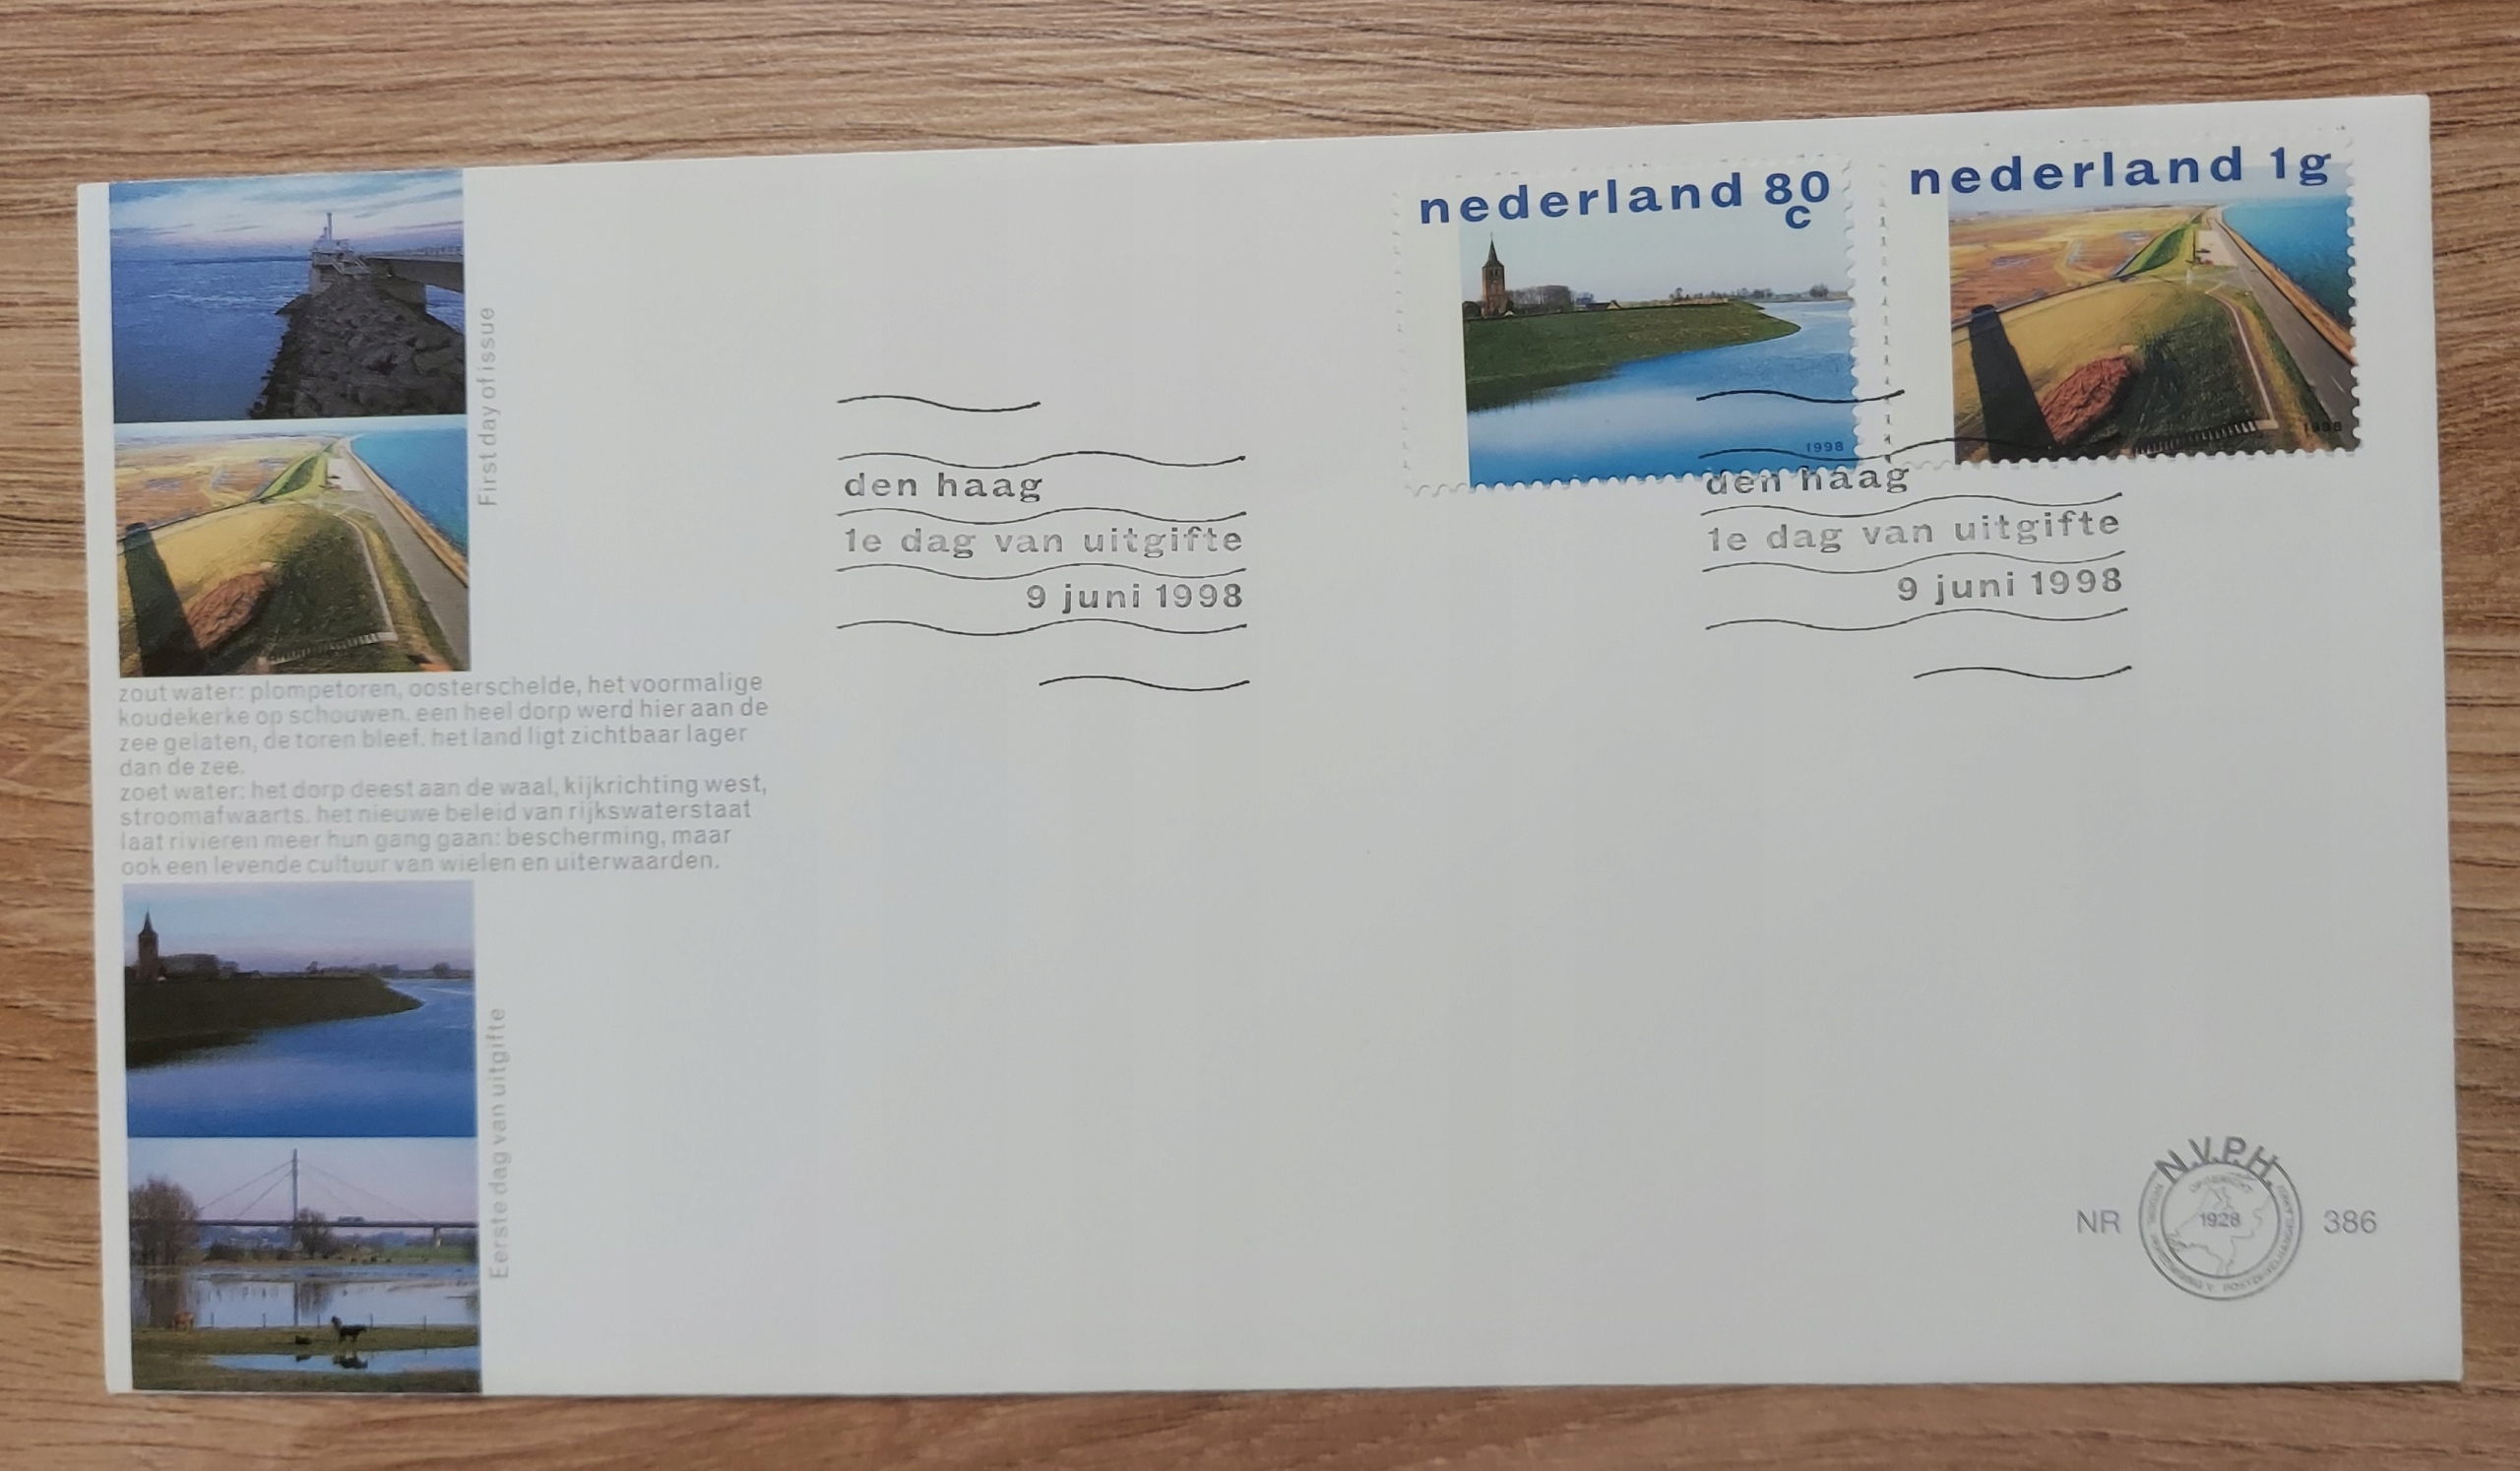 nederland 80
c
1998
nederland 1g
1998
First day of issue
den haag
1e dag van uitgifte
9 juni 1998
den haag
1e dag van uitgifte
9 juni 1998
zout water: plompetoren, oosterschelde, het voormalige
koudekerke op schouwen. een heel dorp werd hier aan de
zee gelaten, de toren bleef. het land ligt zichtbaar lager
dan de zee.
zoet water: het dorp deest aan de waal, kijkrichting west,
stroomafwaarts. het nieuwe beleid van rijkswaterstaat
laat rivieren meer hun gang gaan: bescherming, maar
ook een levende cultuur van wielen en uiterwaarden.
Eerste dag van uitgifte
NR
N.V.P.H.
OPGERICHT
1928
386